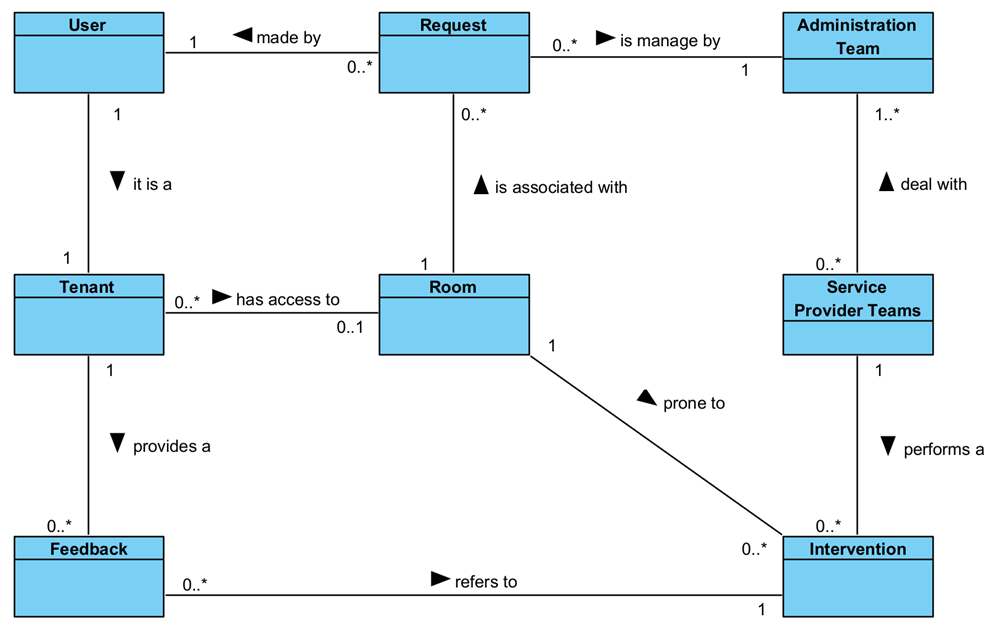 User
Request
Administration
Team
1
made by
0..*
0..*
is manage by
1
1
0..*
1..*
it is a
is associated with
deal with
1
1
0..*
Tenant
0..*
has access to
0..1
Room
Service
Provider Teams
1
1
1
prone to
provides a
performs a
0..*
0..*
0..*
Feedback
Intervention
0..*
refers to
1